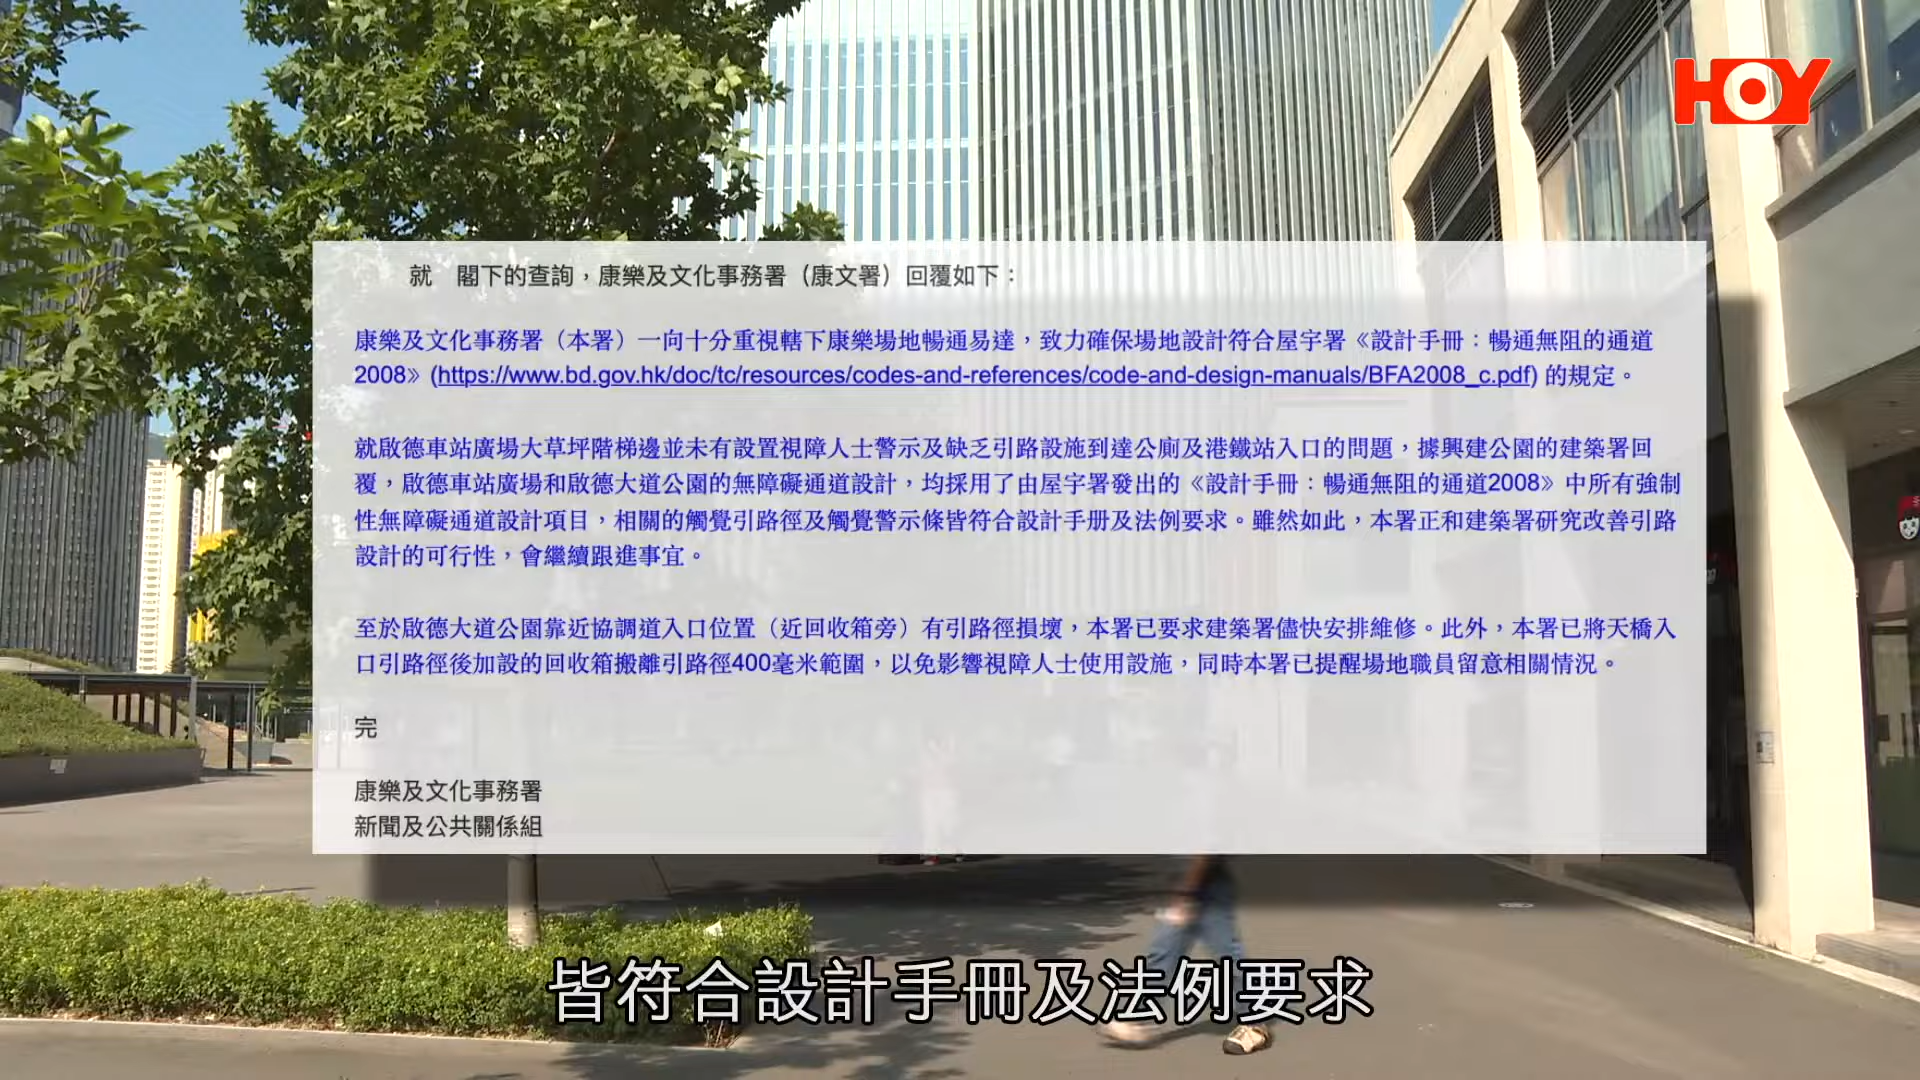 HOY
就 閣下的查詢，康樂及文化事務署（康文署）回覆如下：
康樂及文化事務署（本署）一向十分重視轄下康樂場地暢通易達，致力確保場地設計符合屋宇署《設計手冊：暢通無阻的通道
2008》(https://www.bd.gov.hk/doc/tc/resources/codes-and-references/code-and-design-manuals/BFA2008_c.pdf) 的規定。
就啟德車站廣場大草坪階梯邊並未有設置視障人士警示及缺乏引路設施到達公廁及港鐵站入口的問題，據興建公園的建築署回
覆，啟德車站廣場和啟德大道公園的無障礙通道設計，均採用了由屋宇署發出的《設計手冊：暢通無阻的通道2008》中所有強制
性無障礙通道設計項目，相關的觸覺引路徑及觸覺警示條皆符合設計手册及法例要求。雖然如此，本署正和建築署研究改善引路
設計的可行性，會繼續跟進事宜。
至於啟德大道公園靠近協調道入口位置（近回收箱旁）有引路徑損壞，本署已要求建築署儘快安排維修。此外，本署已將天橋入
口引路徑後加設的回收箱搬離引路徑400毫米範圍，以免影響視障人士使用設施，同時本署已提醒場地職員留意相關情況。
完
康樂及文化事務署
新聞及公共關係組
皆符合設計手冊及法例要求